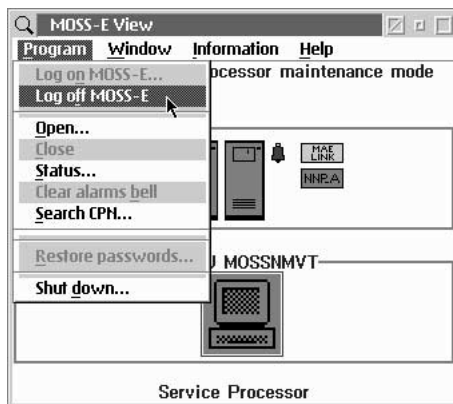 MOSS-E View
Program Window Information Help
Log on MOSS-E...
ocessor maintenance mode
Log off MOSS-E
Open...
Close
Status...
Clear alarms bell
Search CPN...
Restore passwords...
Shut down...
MAE
LINK
NNP.A
MOSSNMVT
Service Processor